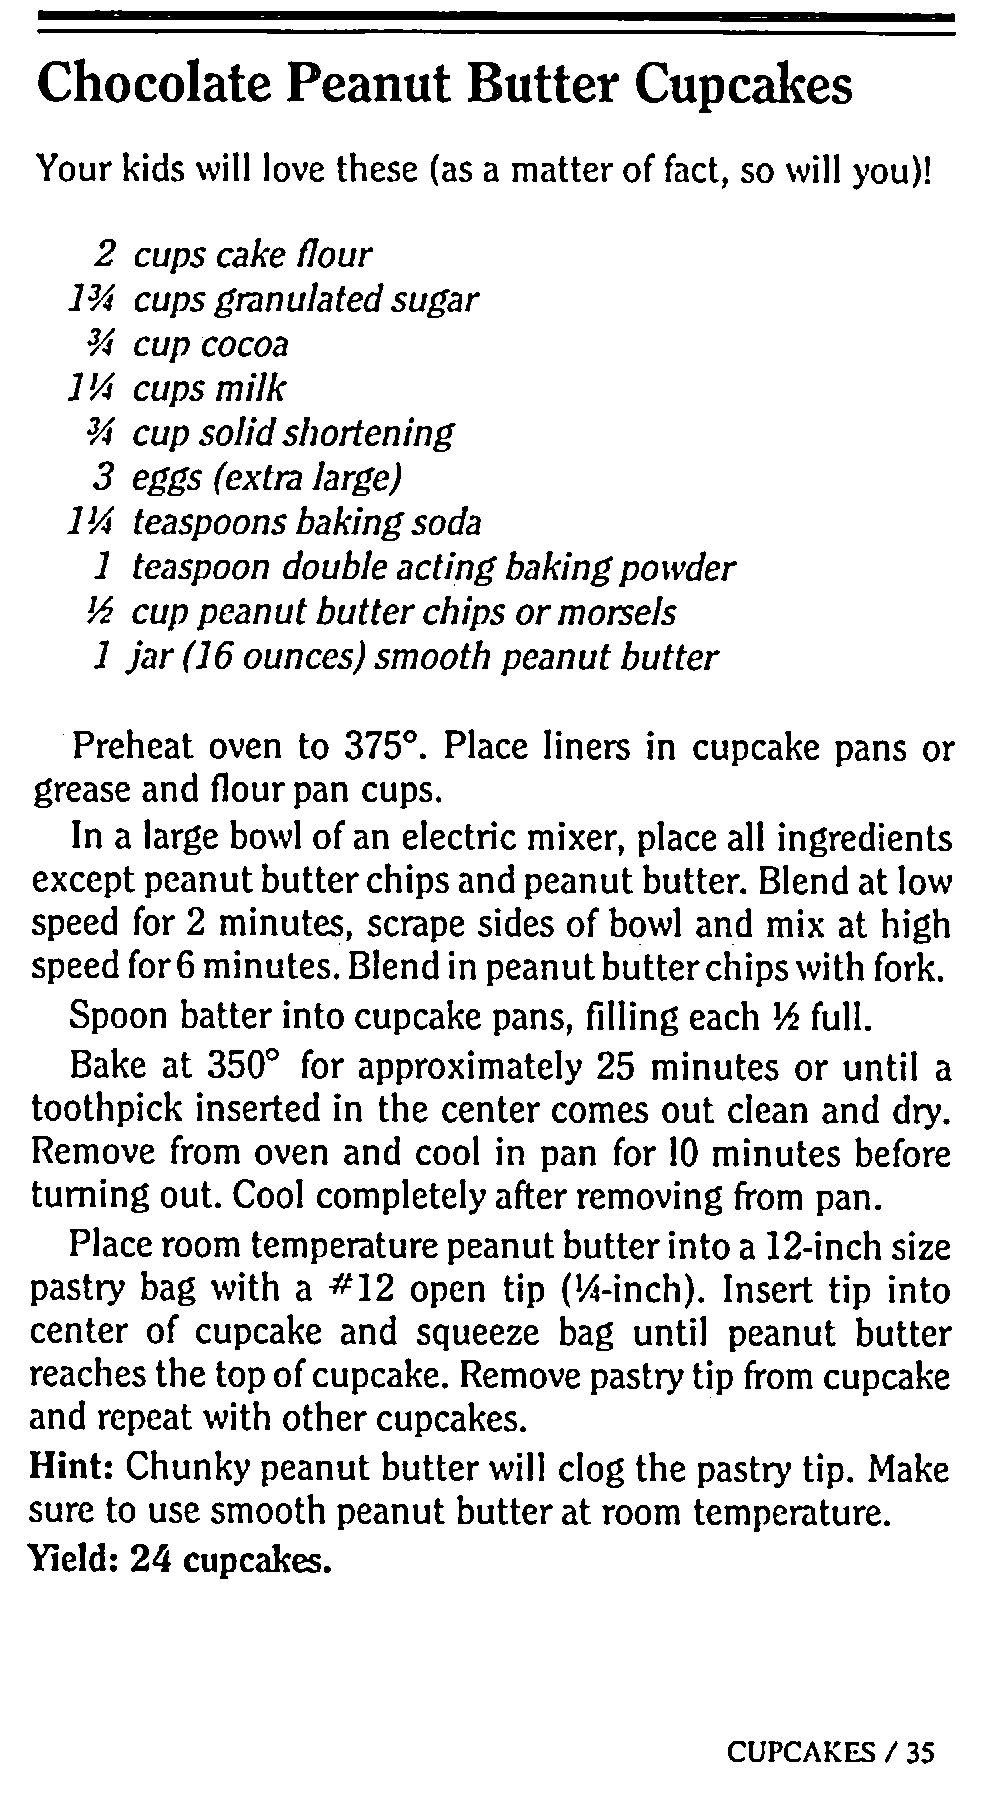 Chocolate Peanut Butter Cupcakes
Your kids will love these (as a matter of fact, so will you)!
2 cups cake flour
1¾ cups granulated sugar
¾ cup cocoa
1¼ cups milk
¾ cup solid shortening
3 eggs (extra large)
1¼ teaspoons baking soda
1 teaspoon double acting baking powder
½ cup peanut butter chips or morsels
1 jar (16 ounces) smooth peanut butter
Preheat oven to 375°. Place liners in cupcake pans or
grease and flour pan cups.
In a large bowl of an electric mixer, place all ingredients
except peanut butter chips and peanut butter. Blend at low
speed for 2 minutes, scrape sides of bowl and mix at high
speed for 6 minutes. Blend in peanut butter chips with fork.
Spoon batter into cupcake pans, filling each ½ full.
Bake at 350° for approximately 25 minutes or until a
toothpick inserted in the center comes out clean and dry.
Remove from oven and cool in pan for 10 minutes before
turning out. Cool completely after removing from pan.
Place room temperature peanut butter into a 12-inch size
pastry bag with a #12 open tip (¼-inch). Insert tip into
center of cupcake and squeeze bag until peanut butter
reaches the top of cupcake. Remove pastry tip from cupcake
and repeat with other cupcakes.
Hint: Chunky peanut butter will clog the pastry tip. Make
sure to use smooth peanut butter at room temperature.
Yield: 24 cupcakes.
CUPCAKES / 35